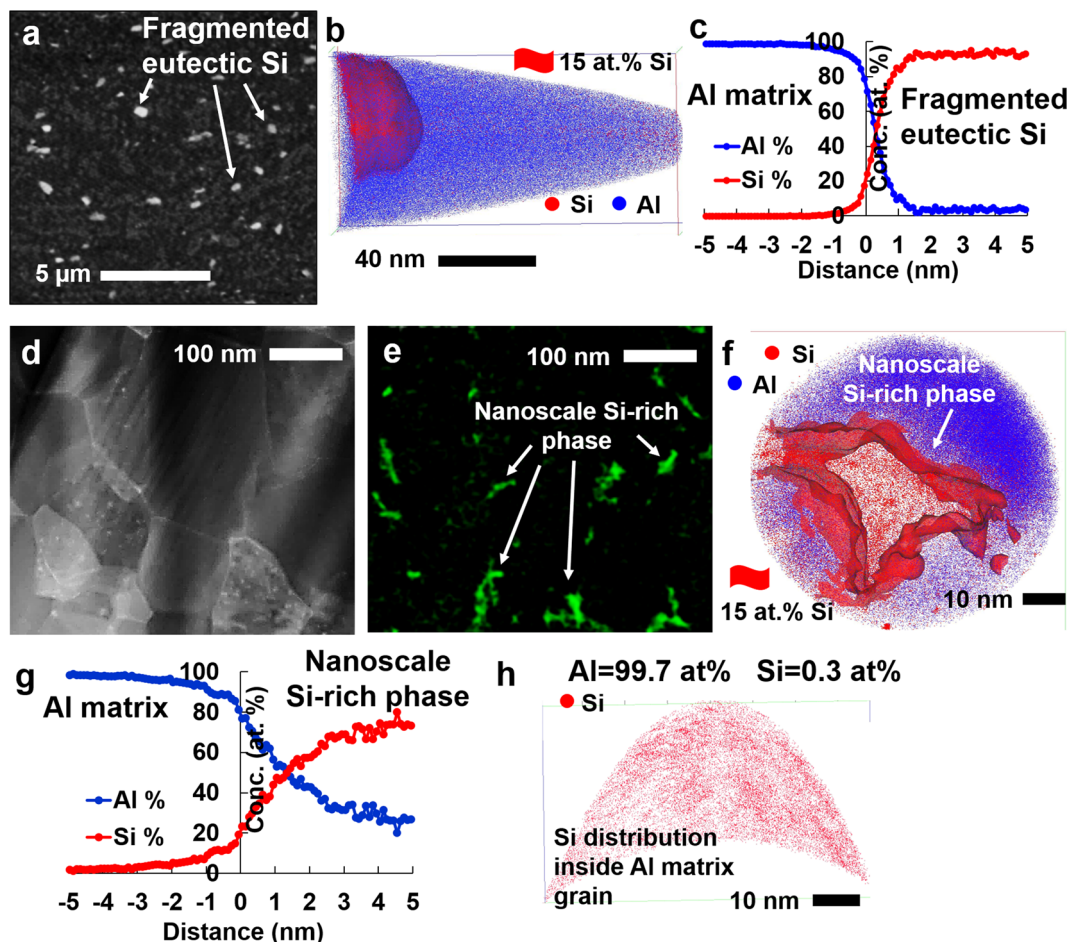 a
Fragmented
eutectic Si
5 µm
b
15 at.% Si
Si Al
40 nm
c
100
80
60
40
20
0
Conc. (at. %)
Al matrix
Fragmented
eutectic Si
Al %
Si %
-5 -4 -3 -2 -1 0 1 2 3 4 5
Distance (nm)
d
100 nm
e
100 nm
Nanoscale Si-rich
phase
f
Si
Al
Nanoscale
Si-rich phase
15 at.% Si
10 nm
g
100
80
60
40
20
0
Conc. (at. %)
Al matrix
Nanoscale
Si-rich phase
Al %
Si %
-5 -4 -3 -2 -1 0 1 2 3 4 5
Distance (nm)
h
Al=99.7 at% Si=0.3 at%
Si
Si distribution
inside Al matrix
grain
10 nm